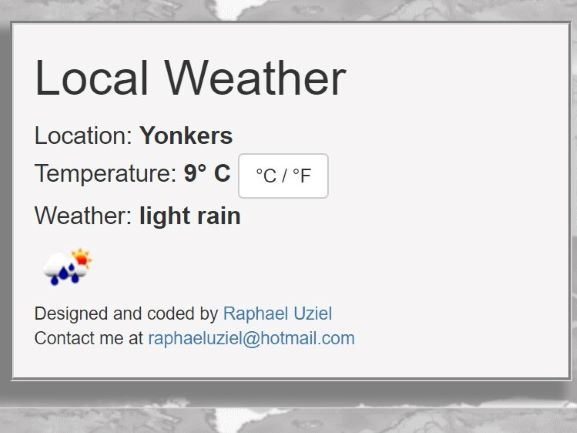 Local Weather
Location: Yonkers
Temperature: 9° C °C / °F
Weather: light rain
Designed and coded by Raphael Uziel
Contact me at raphaeluziel@hotmail.com